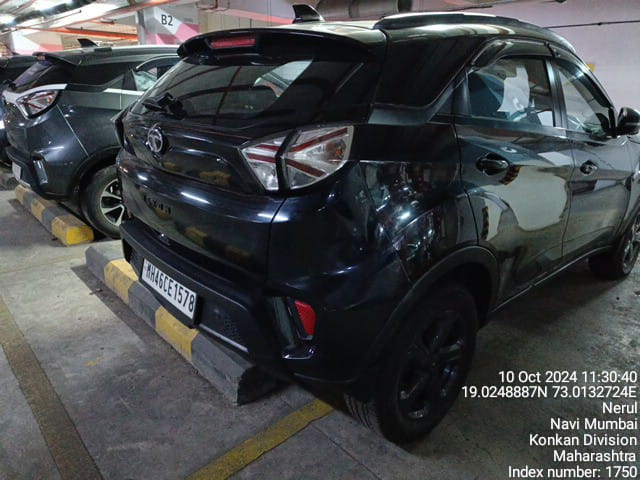 B2
NEXON
MH46CE1578
10 Oct 2024 11:30:40
19.0248887N 73.0132724E
Nerul
Navi Mumbai
Konkan Division
Maharashtra
Index number: 1750